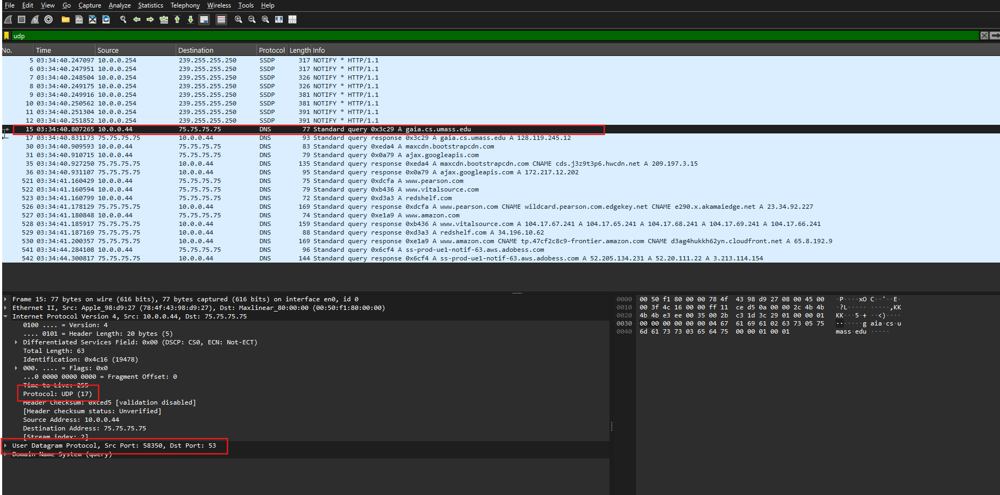 File Edit View Go Capture Analyze Statistics Telephony Wireless Tools Help
udp
No. Time Source Destination Protocol Length Info
5 03:34:40.247097 10.0.0.254 239.255.255.250 SSDP 317 NOTIFY * HTTP/1.1
6 03:34:40.247951 10.0.0.254 239.255.255.250 SSDP 317 NOTIFY * HTTP/1.1
7 03:34:40.248504 10.0.0.254 239.255.255.250 SSDP 326 NOTIFY * HTTP/1.1
8 03:34:40.249175 10.0.0.254 239.255.255.250 SSDP 326 NOTIFY * HTTP/1.1
9 03:34:40.249916 10.0.0.254 239.255.255.250 SSDP 381 NOTIFY * HTTP/1.1
10 03:34:40.250562 10.0.0.254 239.255.255.250 SSDP 381 NOTIFY * HTTP/1.1
11 03:34:40.251304 10.0.0.254 239.255.255.250 SSDP 391 NOTIFY * HTTP/1.1
12 03:34:40.251852 10.0.0.254 239.255.255.250 SSDP 391 NOTIFY * HTTP/1.1
15 03:34:40.807265 10.0.0.44 75.75.75.75 DNS 77 Standard query 0x3c29 A gaia.cs.umass.edu
17 03:34:40.831173 75.75.75.75 10.0.0.44 DNS 93 Standard query response 0x3c29 A gaia.cs.umass.edu A 128.119.245.12
30 03:34:40.909593 10.0.0.44 75.75.75.75 DNS 83 Standard query 0xeda4 A maxcdn.bootstrapcdn.com
31 03:34:40.910715 10.0.0.44 75.75.75.75 DNS 79 Standard query 0x0a79 A ajax.googleapis.com
35 03:34:40.927250 75.75.75.75 10.0.0.44 DNS 135 Standard query response 0xeda4 A maxcdn.bootstrapcdn.com CNAME cds.j3z9t3p6.hwcdn.net A 209.197.3.15
36 03:34:40.931107 75.75.75.75 10.0.0.44 DNS 95 Standard query response 0x0a79 A ajax.googleapis.com A 172.217.12.202
521 03:34:41.160429 10.0.0.44 75.75.75.75 DNS 75 Standard query 0xdcfa A www.pearson.com
522 03:34:41.160594 10.0.0.44 75.75.75.75 DNS 79 Standard query 0xb436 A www.vitalsource.com
523 03:34:41.160799 10.0.0.44 75.75.75.75 DNS 72 Standard query 0xd3a3 A redshelf.com
526 03:34:41.178129 75.75.75.75 10.0.0.44 DNS 169 Standard query response 0xdcfa A www.pearson.com CNAME wildcard.pearson.com.edgekey.net CNAME e290.x.akamaiedge.net A 23.34.92.227
527 03:34:41.180848 10.0.0.44 75.75.75.75 DNS 74 Standard query 0xe1a9 A www.amazon.com
528 03:34:41.185917 75.75.75.75 10.0.0.44 DNS 159 Standard query response 0xb436 A www.vitalsource.com A 104.17.67.241 A 104.17.65.241 A 104.17.68.241 A 104.17.69.241 A 104.17.66.241
529 03:34:41.187169 75.75.75.75 10.0.0.44 DNS 88 Standard query response 0xd3a3 A redshelf.com A 34.196.10.62
530 03:34:41.200357 75.75.75.75 10.0.0.44 DNS 169 Standard query response 0xe1a9 A www.amazon.com CNAME tp.47cf2c8c9-frontier.amazon.com CNAME d3ag4hukkh62yn.cloudfront.net A 65.8.192.9
541 03:34:44.284108 10.0.0.44 75.75.75.75 DNS 96 Standard query 0x6cf4 A ss-prod-ue1-notif-63.aws.adobess.com
542 03:34:44.300817 75.75.75.75 10.0.0.44 DNS 144 Standard query response 0x6cf4 A ss-prod-ue1-notif-63.aws.adobess.com A 52.205.134.231 A 52.20.111.22 A 3.213.114.154
Frame 15: 77 bytes on wire (616 bits), 77 bytes captured (616 bits) on interface en0, id 0
Ethernet II, Src: Apple_98:d9:27 (78:4f:43:98:d9:27), Dst: Maxlinear_80:00:00 (00:50:f1:80:00:00)
Internet Protocol Version 4, Src: 10.0.0.44, Dst: 75.75.75.75
0100 .... = Version: 4
.... 0101 = Header Length: 20 bytes (5)
Differentiated Services Field: 0x00 (DSCP: CS0, ECN: Not-ECT)
Total Length: 63
Identification: 0x4c16 (19478)
000. .... = Flags: 0x0
...0 0000 0000 0000 = Fragment Offset: 0
Time to Live: 255
Protocol: UDP (17)
Header Checksum: 0xced5 [validation disabled]
[Header checksum status: Unverified]
Source Address: 10.0.0.44
Destination Address: 75.75.75.75
[Stream index: 2]
User Datagram Protocol, Src Port: 58350, Dst Port: 53
Domain Name System (query)
0000 00 50 f1 80 00 00 78 4f 43 98 d9 27 08 00 45 00 ·P····xO C··'··E·
0010 00 3f 4c 16 00 00 ff 11 ce d5 0a 00 00 2c 4b 4b ·?L····· ·····,KK
0020 4b 4b e3 ee 00 35 00 2b c3 1d 3c 29 01 00 00 01 KK···5·+ ··<)····
0030 00 00 00 00 00 00 04 67 61 69 61 02 63 73 05 75 ·······g aia·cs·u
0040 6d 61 73 73 03 65 64 75 00 00 01 00 01 mass·edu ·····